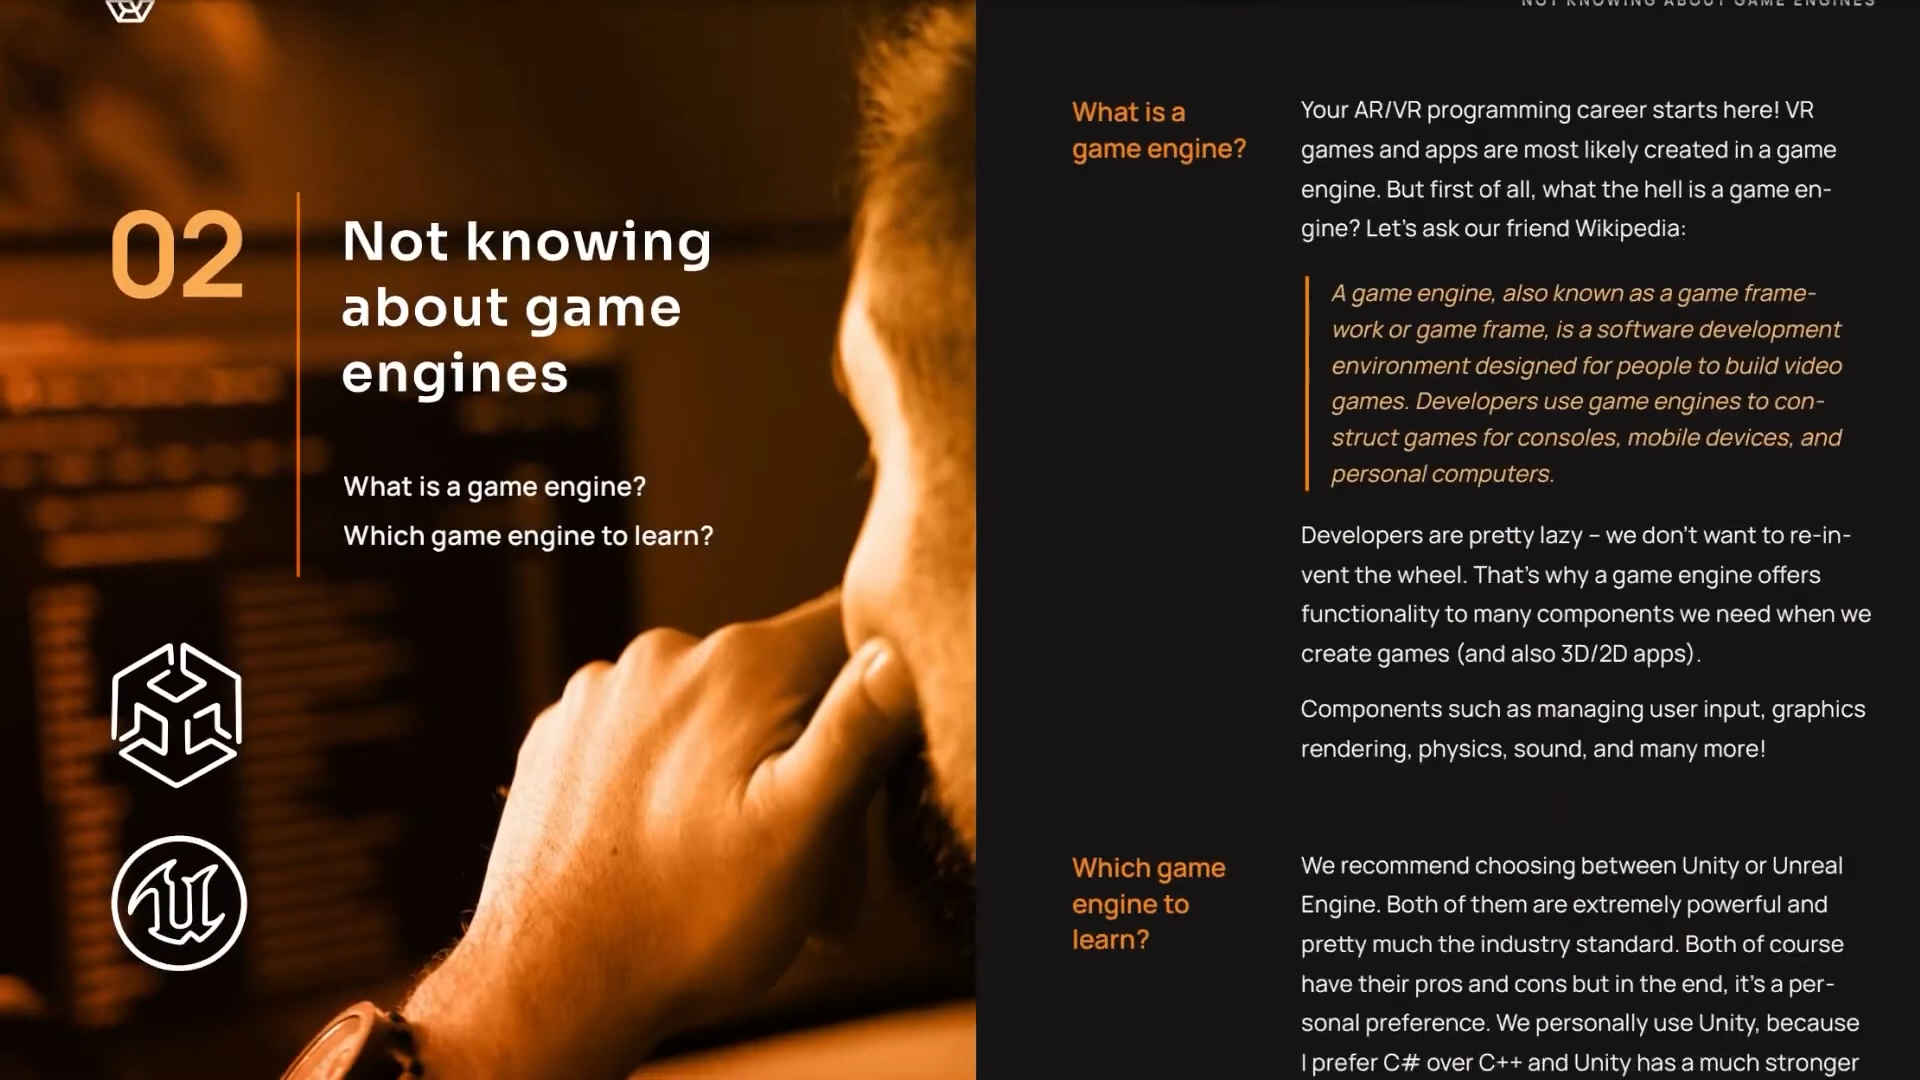 NOT KNOWING ABOUT GAME ENGINES
02
Not knowing
about game
engines
What is a game engine?
Which game engine to learn?
What is a
game engine?
Your AR/VR programming career starts here! VR
games and apps are most likely created in a game
engine. But first of all, what the hell is a game en-
gine? Let's ask our friend Wikipedia:
A game engine, also known as a game frame-
work or game frame, is a software development
environment designed for people to build video
games. Developers use game engines to con-
struct games for consoles, mobile devices, and
personal computers.
Developers are pretty lazy – we don't want to re-in-
vent the wheel. That's why a game engine offers
functionality to many components we need when we
create games (and also 3D/2D apps).
Components such as managing user input, graphics
rendering, physics, sound, and many more!
Which game
engine to
learn?
We recommend choosing between Unity or Unreal
Engine. Both of them are extremely powerful and
pretty much the industry standard. Both of course
have their pros and cons but in the end, it's a per-
sonal preference. We personally use Unity, because
I prefer C# over C++ and Unity has a much stronger